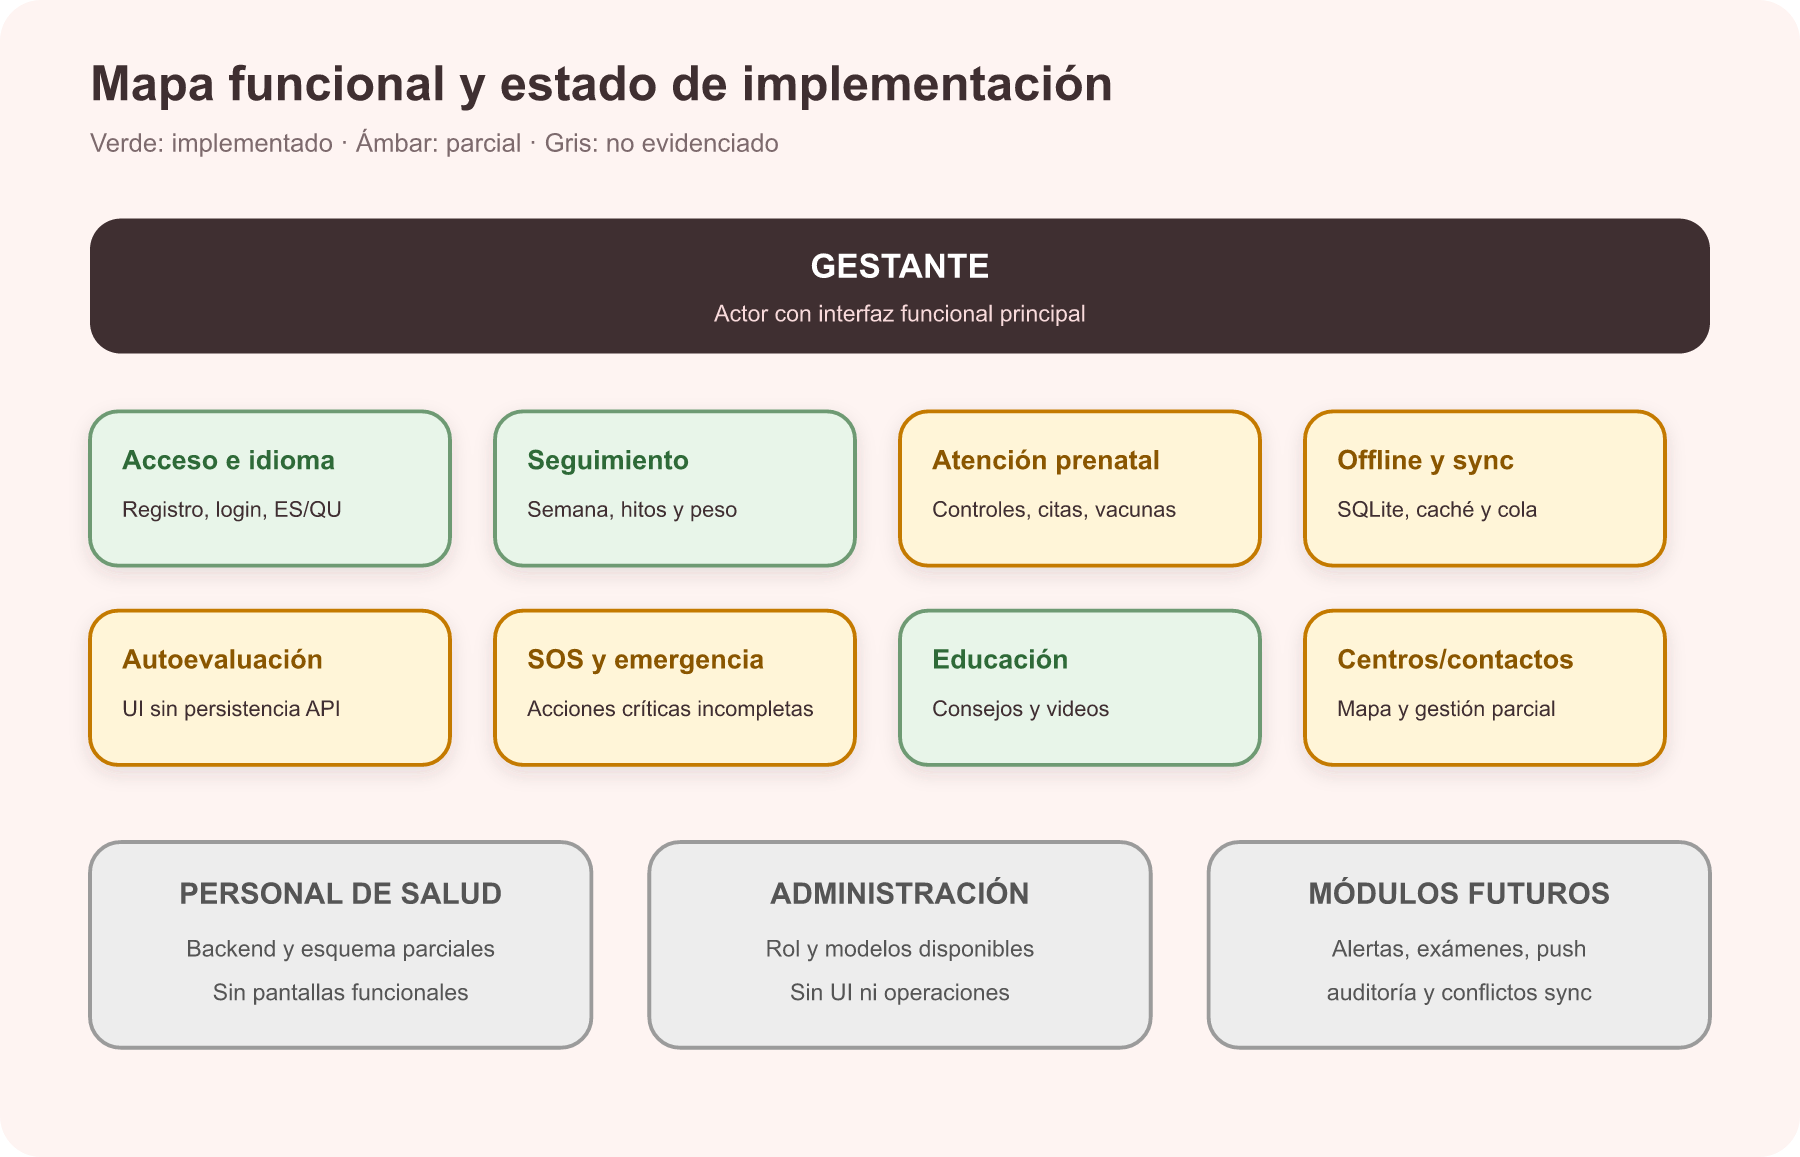 Mapa funcional y estado de implementación
Verde: implementado · Ámbar: parcial · Gris: no evidenciado
GESTANTE
Actor con interfaz funcional principal
Acceso e idioma
Registro, login, ES/QU
Seguimiento
Semana, hitos y peso
Atención prenatal
Controles, citas, vacunas
Offline y sync
SQLite, caché y cola
Autoevaluación
UI sin persistencia API
SOS y emergencia
Acciones críticas incompletas
Educación
Consejos y videos
Centros/contactos
Mapa y gestión parcial
PERSONAL DE SALUD
Backend y esquema parciales
Sin pantallas funcionales
ADMINISTRACIÓN
Rol y modelos disponibles
Sin UI ni operaciones
MÓDULOS FUTUROS
Alertas, exámenes, push
auditoría y conflictos sync